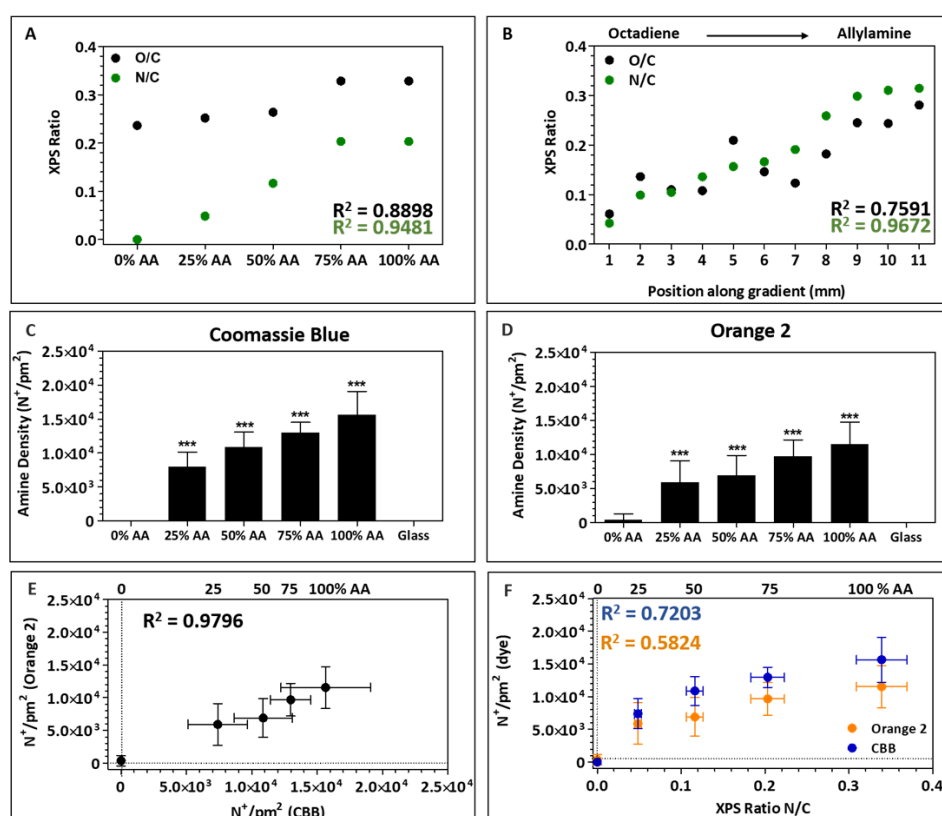 A
O/C
N/C
XPS Ratio
0.4
0.3
0.2
0.1
0.0
R² = 0.8898
R² = 0.9481
0% AA 25% AA 50% AA 75% AA 100% AA
B
Octadiene Allylamine
O/C
N/C
XPS Ratio
0.4
0.3
0.2
0.1
0.0
R² = 0.7591
R² = 0.9672
1 2 3 4 5 6 7 8 9 10 11
Position along gradient (mm)
C
Coomassie Blue
Amine Density (N⁺/pm²)
2.5×10⁴
2.0×10⁴
1.5×10⁴
1.0×10⁴
5.0×10³
0
*** *** *** ***
0% AA 25% AA 50% AA 75% AA 100% AA Glass
D
Orange 2
Amine Density (N⁺/pm²)
2.5×10⁴
2.0×10⁴
1.5×10⁴
1.0×10⁴
5.0×10³
0
*** *** *** ***
0% AA 25% AA 50% AA 75% AA 100% AA Glass
E
0 25 50 75 100% AA
R² = 0.9796
N⁺/pm² (Orange 2)
2.5×10⁴
2.0×10⁴
1.5×10⁴
1.0×10⁴
5.0×10³
0
0 5.0×10³ 1.0×10⁴ 1.5×10⁴ 2.0×10⁴ 2.5×10⁴
N⁺/pm² (CBB)
F
0 25 50 75 100 % AA
R² = 0.7203
R² = 0.5824
N⁺/pm² (dye)
2.5×10⁴
2.0×10⁴
1.5×10⁴
1.0×10⁴
5.0×10³
0
Orange 2
CBB
0.0 0.1 0.2 0.3 0.4
XPS Ratio N/C